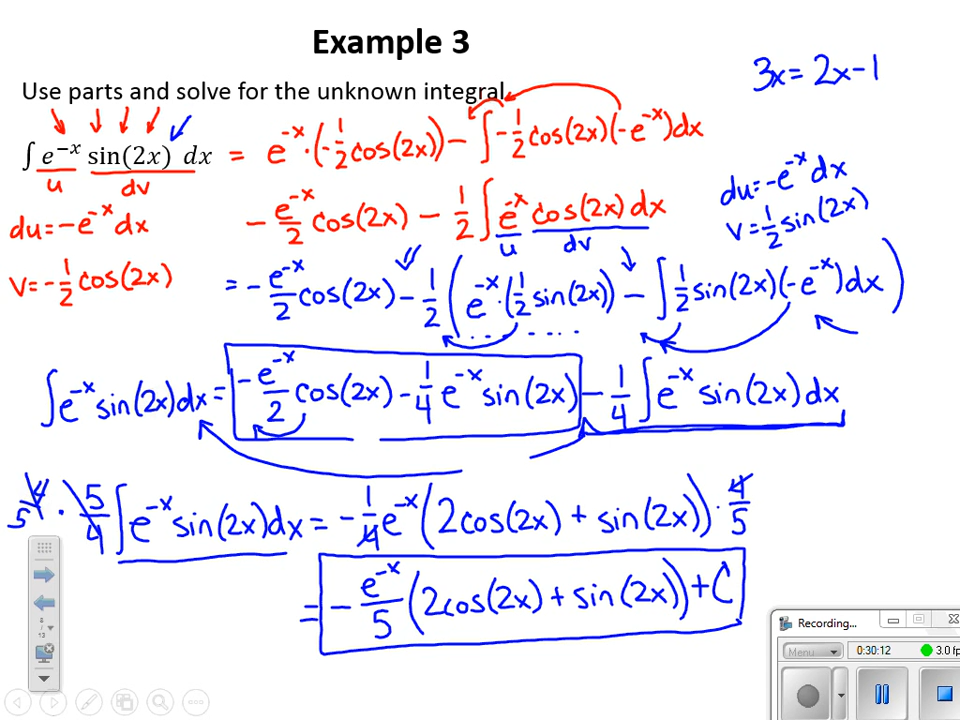 Example 3
3x = 2x - 1
Use parts and solve for the unknown integral.
∫ e^{-x} sin(2x) dx = e^{-x}·(-1/2 cos(2x)) - ∫ -1/2 cos(2x)(-e^{-x})dx
u dv
du = -e^{-x} dx
v = -1/2 cos(2x)
- e^{-x}/2 cos(2x) - 1/2 ∫ e^{-x} cos(2x) dx
u dv
du = -e^{-x} dx
v = 1/2 sin(2x)
= - e^{-x}/2 cos(2x) - 1/2 ( e^{-x}·(1/2 sin(2x)) - ∫ 1/2 sin(2x)(-e^{-x})dx )
∫ e^{-x} sin(2x)dx = - e^{-x}/2 cos(2x) - 1/4 e^{-x} sin(2x) - 1/4 ∫ e^{-x} sin(2x) dx
4/5 · 5/4 ∫ e^{-x} sin(2x)dx = - 1/4 e^{-x} (2cos(2x) + sin(2x)) · 4/5
= - e^{-x}/5 (2cos(2x) + sin(2x)) + C
8
13
Recording...
Menu
0:30:12
3.0 fp